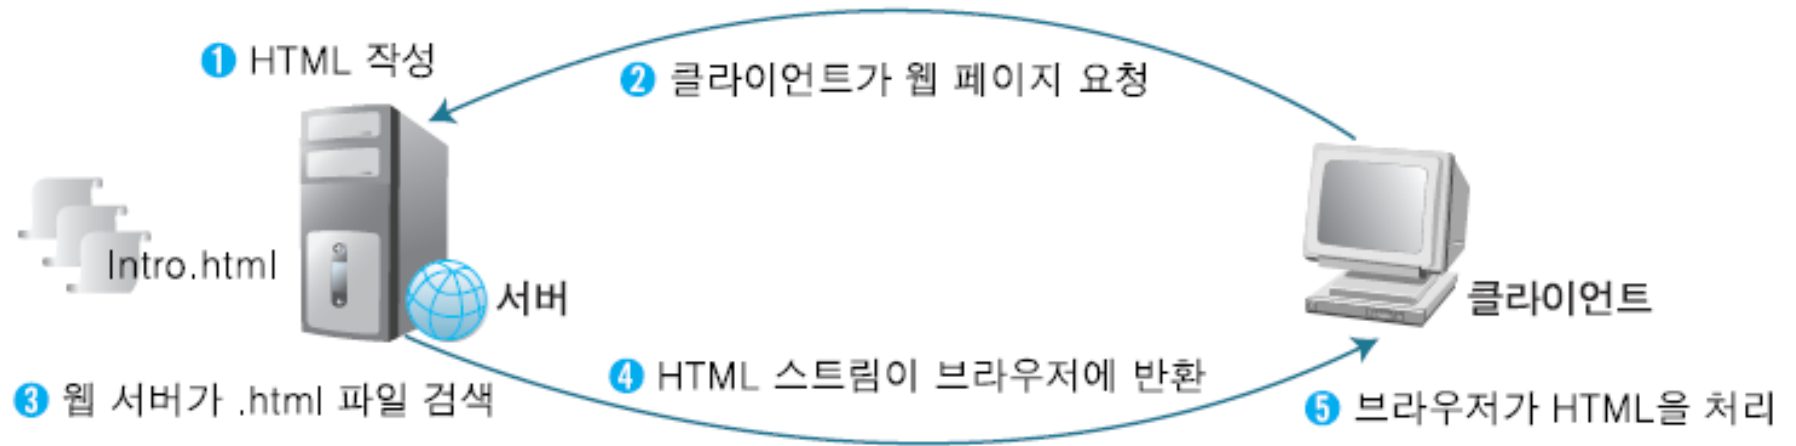 ❶ HTML 작성
❷ 클라이언트가 웹 페이지 요청
Intro.html
서버
클라이언트
❸ 웹 서버가 .html 파일 검색
❹ HTML 스트림이 브라우저에 반환
❺ 브라우저가 HTML을 처리